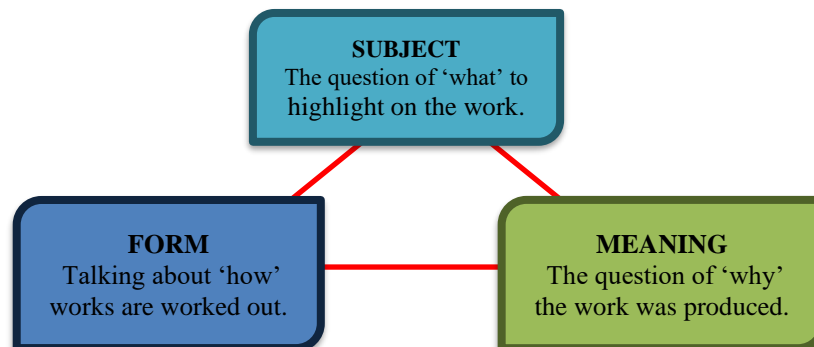 SUBJECT
The question of ‘what’ to
highlight on the work.
FORM
Talking about ‘how’
works are worked out.
MEANING
The question of ‘why’
the work was produced.